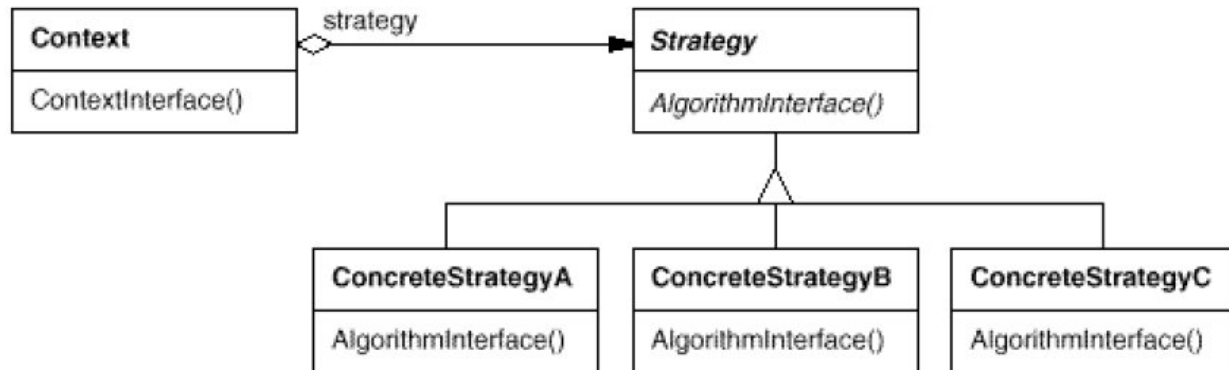 strategy
Context
Strategy
ContextInterface()
AlgorithmInterface()
ConcreteStrategyA
ConcreteStrategyB
ConcreteStrategyC
AlgorithmInterface()
AlgorithmInterface()
AlgorithmInterface()